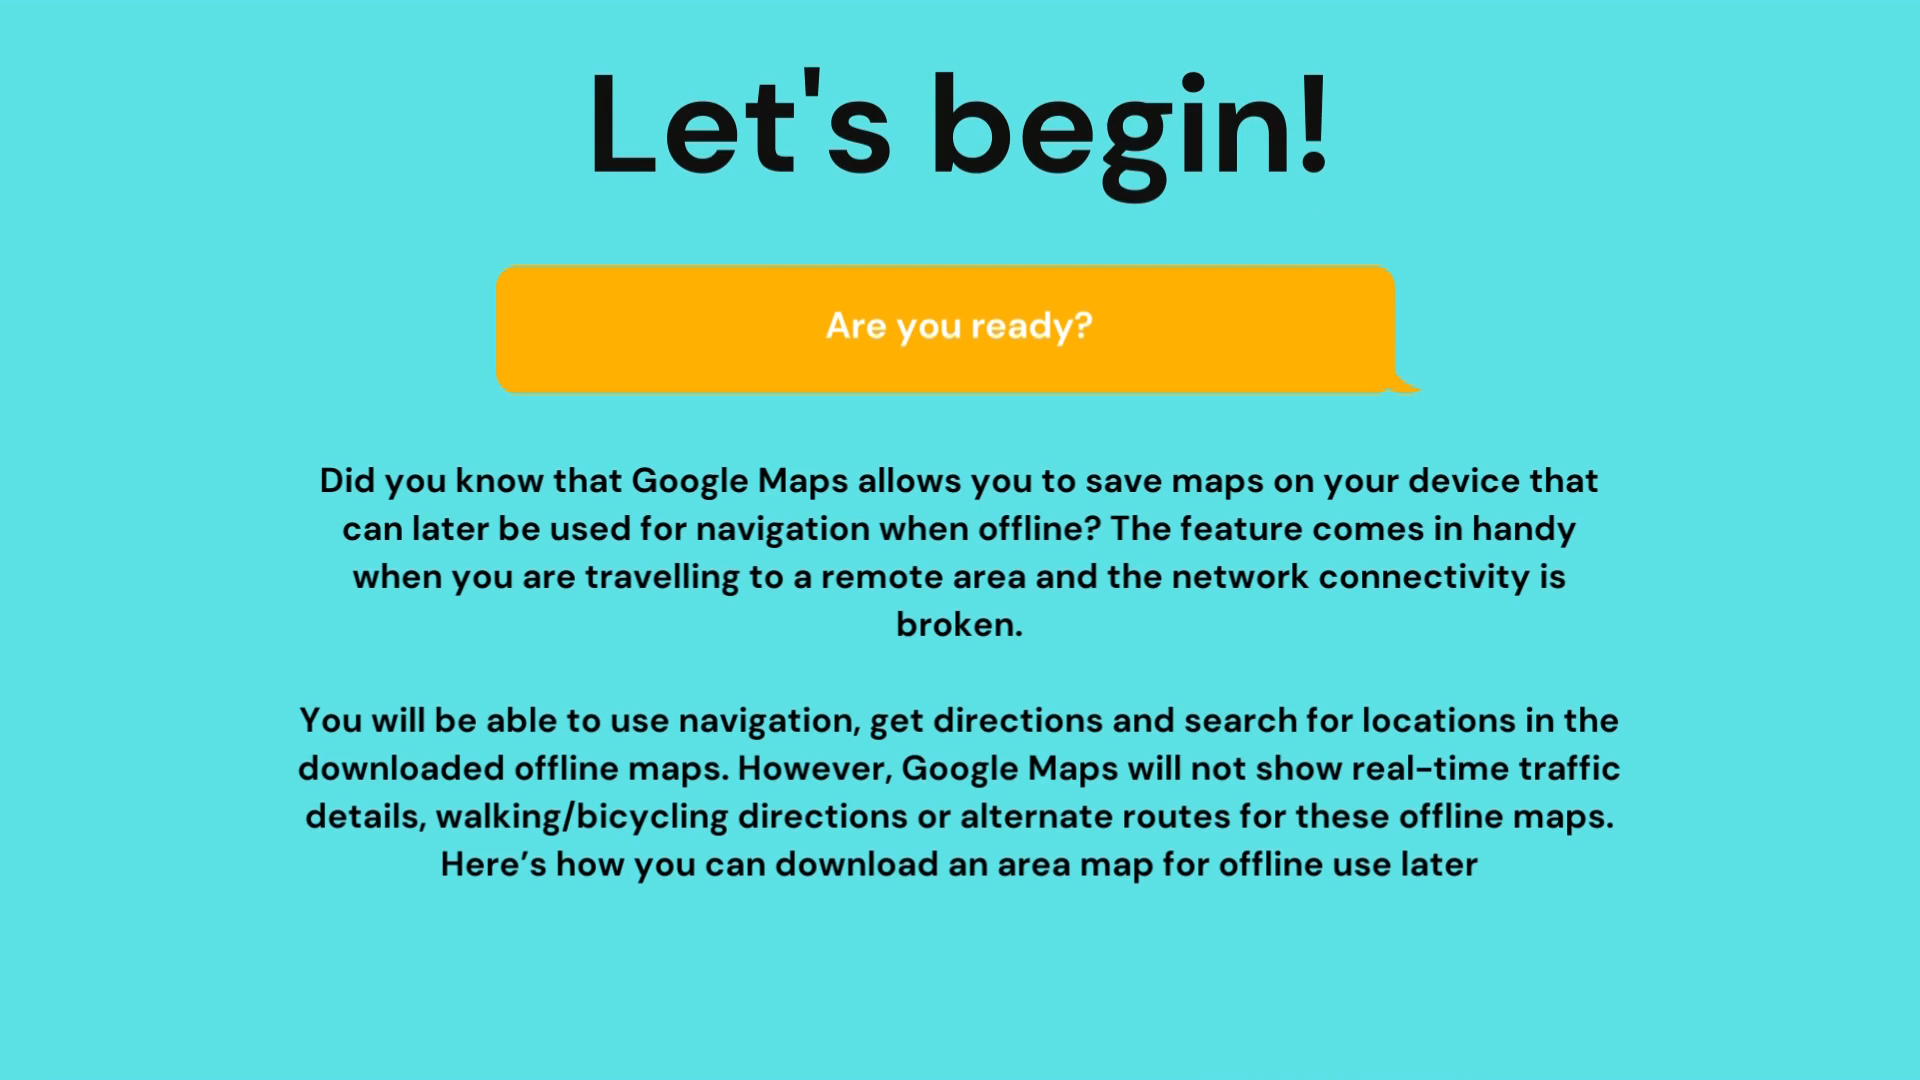 Let's begin!
Are you ready?
Did you know that Google Maps allows you to save maps on your device that
can later be used for navigation when offline? The feature comes in handy
when you are travelling to a remote area and the network connectivity is
broken.
You will be able to use navigation, get directions and search for locations in the
downloaded offline maps. However, Google Maps will not show real-time traffic
details, walking/bicycling directions or alternate routes for these offline maps.
Here’s how you can download an area map for offline use later